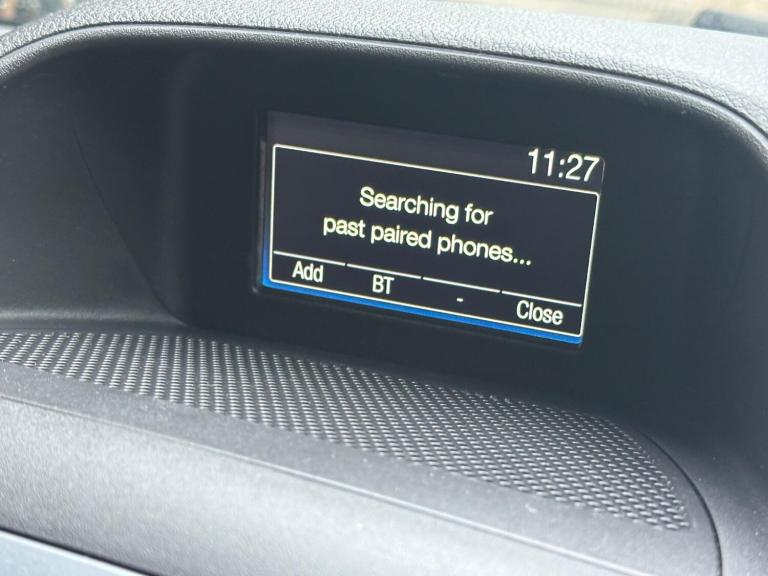 11:27
Searching for
past paired phones...
Add BT - Close